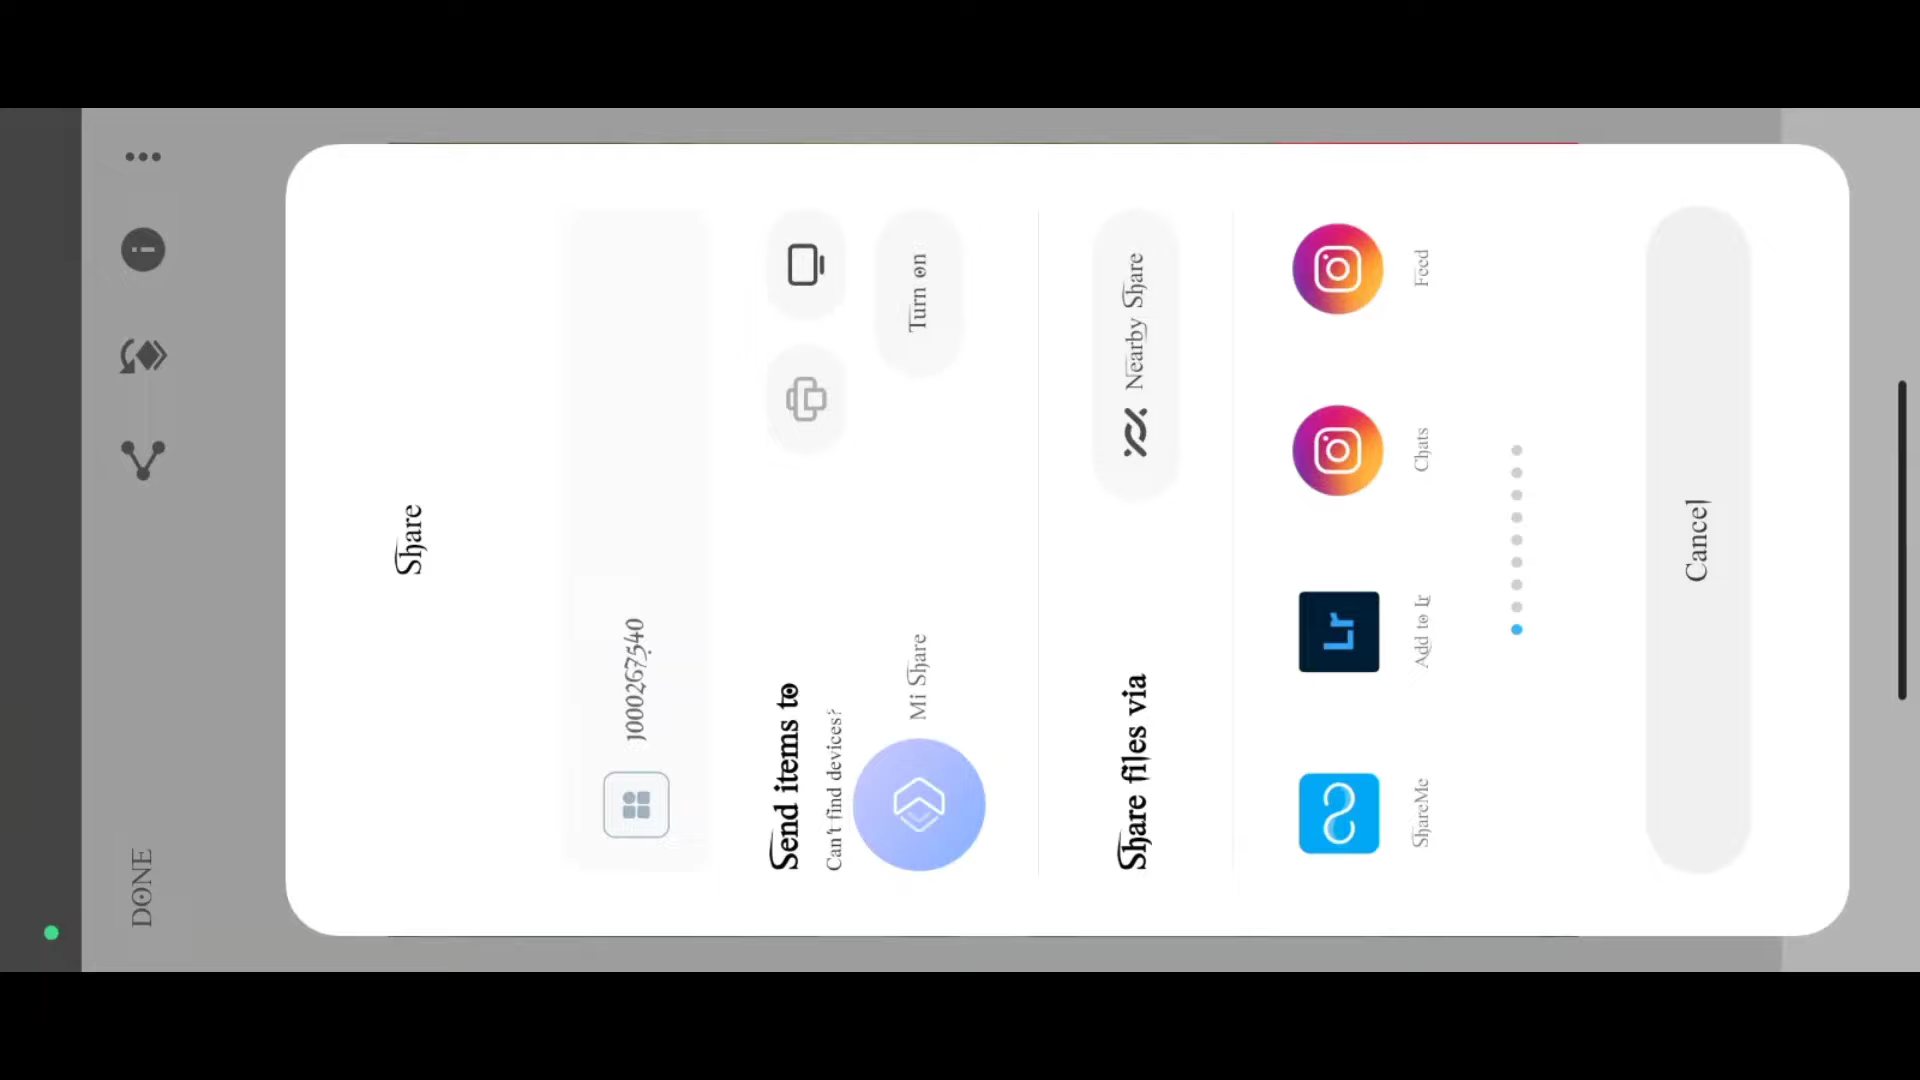 DONE
Share
1000267540
Send items to
Can't find devices?
Mi Share
Turn on
Share files via
Nearby Share
ShareMe
Lr
Add to Lr
Chats
Feed
Cancel